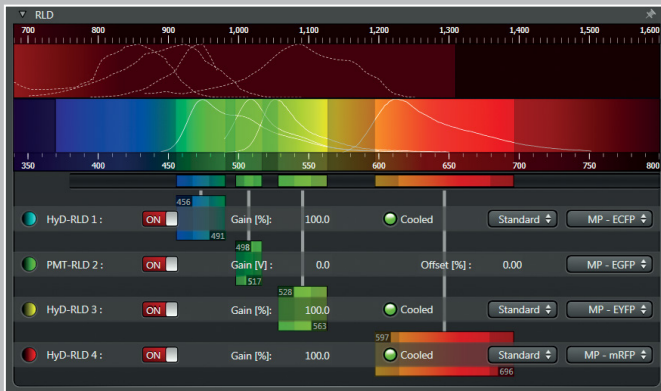 RLD
700 800 900 1,000 1,100 1,200 1,300 1,400 1,500 1,600
350 400 450 500 550 600 650 700 750 800
456
HyD-RLD 1 : ON Gain [%]: 100.0 Cooled Standard MP - ECFP
491
498
PMT-RLD 2 : ON Gain [V] : 0.0 Offset [%] : 0.00 MP - EGFP
517
528
HyD-RLD 3 : ON Gain [%]: 100.0 Cooled Standard MP - EYFP
563
597
HyD-RLD 4 : ON Gain [%]: 100.0 Cooled Standard MP - mRFP
696